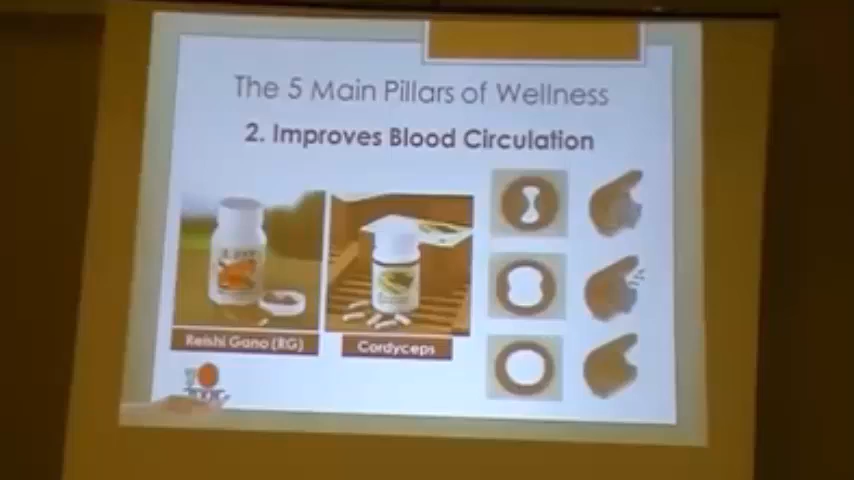 The 5 Main Pillars of Wellness
2. Improves Blood Circulation
Reishi Gano (RG)
Cordyceps